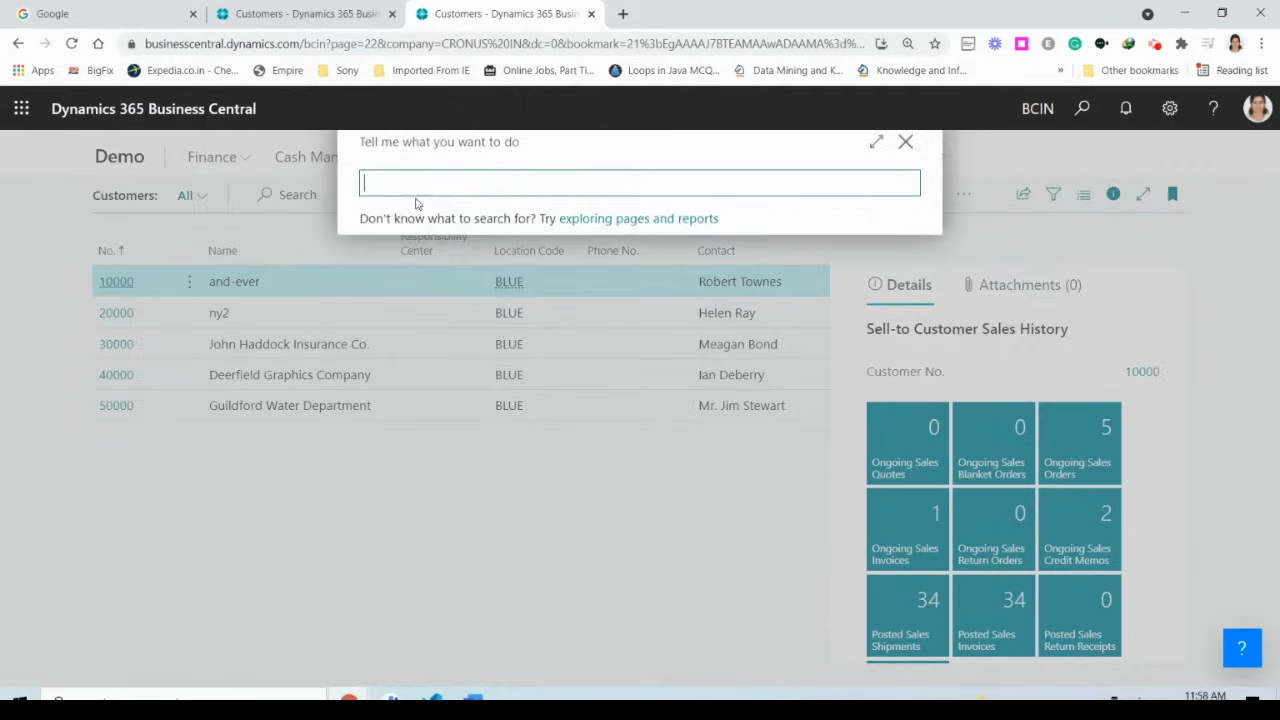 Google
Customers - Dynamics 365 Busin
Customers - Dynamics 365 Busin
businesscentral.dynamic.com/bcin?page=22&company=CRONUS%20IN&dc=0&bookmark=21%3bEgAAAAJ7BTEAMAAwADAAMA%3d%...
Apps
BigFix
Expedia.co.in - Che...
Empire
Sony
Imported From IE
Online Jobs, Part Ti...
Loops in Java MCQ...
Data Mining and K...
Knowledge and Inf...
»
Other bookmarks
Reading list
Dynamics 365 Business Central
BCIN
?
Tell me what you want to do
Don't know what to search for? Try exploring pages and reports
Demo
Finance
Cash Man
Customers: All
Search
...
No. ↑ Name Responsibility Center Location Code Phone No. Contact
10000 and-ever BLUE Robert Townes
20000 ny2 BLUE Helen Ray
30000 John Haddock Insurance Co. BLUE Meagan Bond
40000 Deerfield Graphics Company BLUE Ian Deberry
50000 Guildford Water Department BLUE Mr. Jim Stewart
Details
Attachments (0)
Sell-to Customer Sales History
Customer No. 10000
0 Ongoing Sales Quotes
0 Ongoing Sales Blanket Orders
5 Ongoing Sales Orders
1 Ongoing Sales Invoices
0 Ongoing Sales Return Orders
2 Ongoing Sales Credit Memos
34 Posted Sales Shipments
34 Posted Sales Invoices
0 Posted Sales Return Receipts
?
11:58 AM